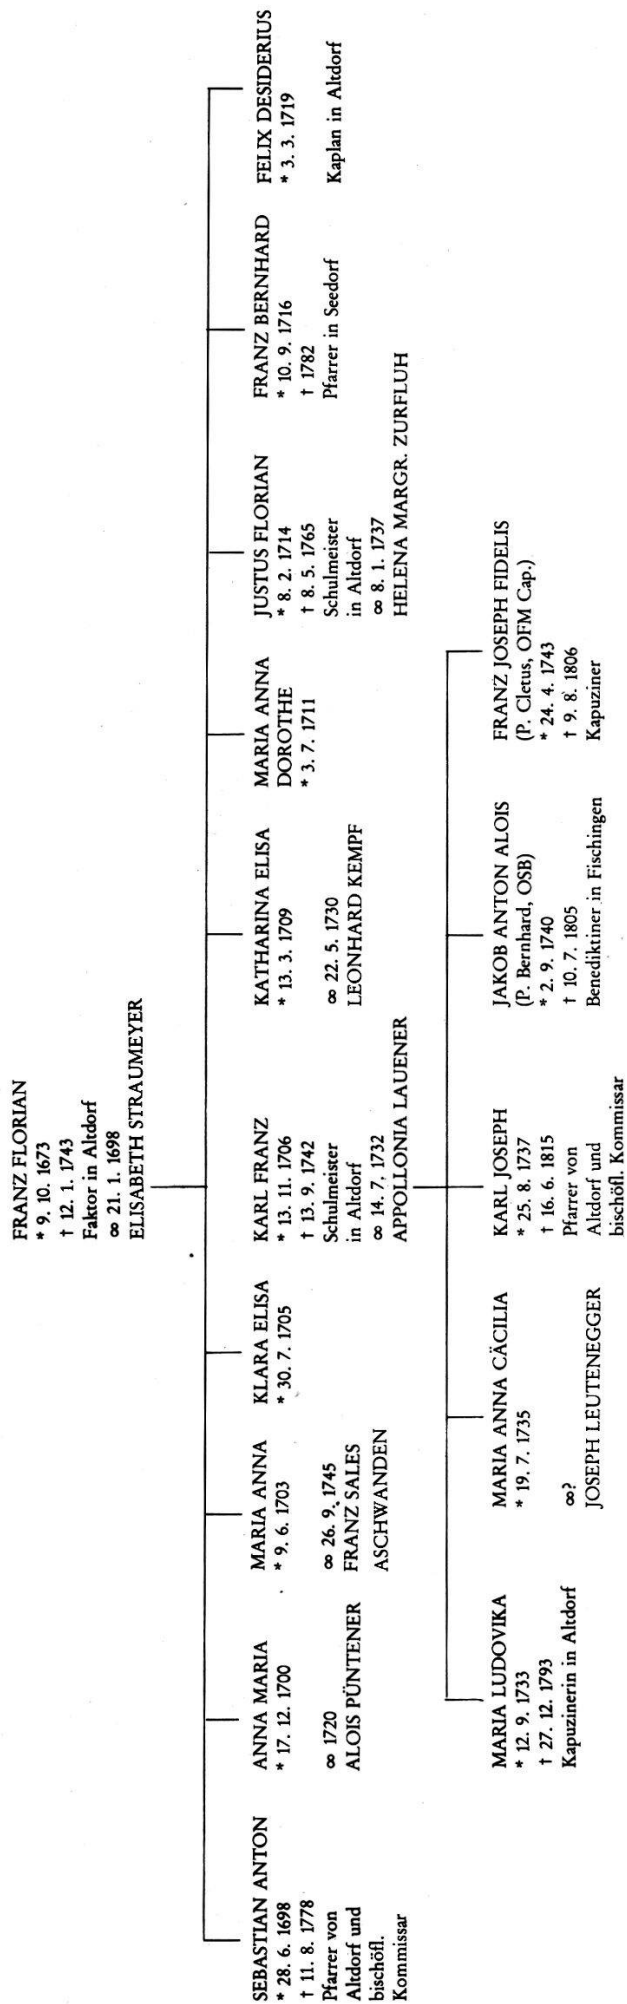 FRANZ FLORIAN
* 9. 10. 1673
† 12. 1. 1743
Faktor in Altdorf
∞ 21. 1. 1698
ELISABETH STRAUMEYER
SEBASTIAN ANTON
* 28. 6. 1698
† 11. 8. 1778
Pfarrer von
Altdorf und
bischöfl.
Kommissar
ANNA MARIA
* 17. 12. 1700
∞ 1720
ALOIS PÜNTENER
MARIA ANNA
* 9. 6. 1703
∞ 26. 9. 1745
FRANZ SALES
ASCHWANDEN
KLARA ELISA
* 30. 7. 1705
KARL FRANZ
* 13. 11. 1706
† 13. 9. 1742
Schulmeister
in Altdorf
∞ 14. 7. 1732
APPOLLONIA LAUENER
KATHARINA ELISA
* 13. 3. 1709
∞ 22. 5. 1730
LEONHARD KEMPF
MARIA ANNA
DOROTHE
* 3. 7. 1711
JUSTUS FLORIAN
* 8. 2. 1714
† 8. 5. 1765
Schulmeister
in Altdorf
∞ 8. 1. 1737
HELENA MARGR. ZURFLUH
FRANZ BERNHARD
* 10. 9. 1716
† 1782
Pfarrer in Seedorf
FELIX DESIDERIUS
* 3. 3. 1719
Kaplan in Altdorf
MARIA LUDOVIKA
* 12. 9. 1733
† 27. 12. 1793
Kapuzinerin in Altdorf
MARIA ANNA CÄCILIA
* 19. 7. 1735
∞?
JOSEPH LEUTENEGGER
KARL JOSEPH
* 25. 8. 1737
† 16. 6. 1815
Pfarrer von
Altdorf und
bischöfl. Kommissar
JAKOB ANTON ALOIS
(P. Bernhard, OSB)
* 2. 9. 1740
† 10. 7. 1805
Benediktiner in Fischingen
FRANZ JOSEPH FIDELIS
(P. Cletus, OFM Cap.)
* 24. 4. 1743
† 9. 8. 1806
Kapuziner